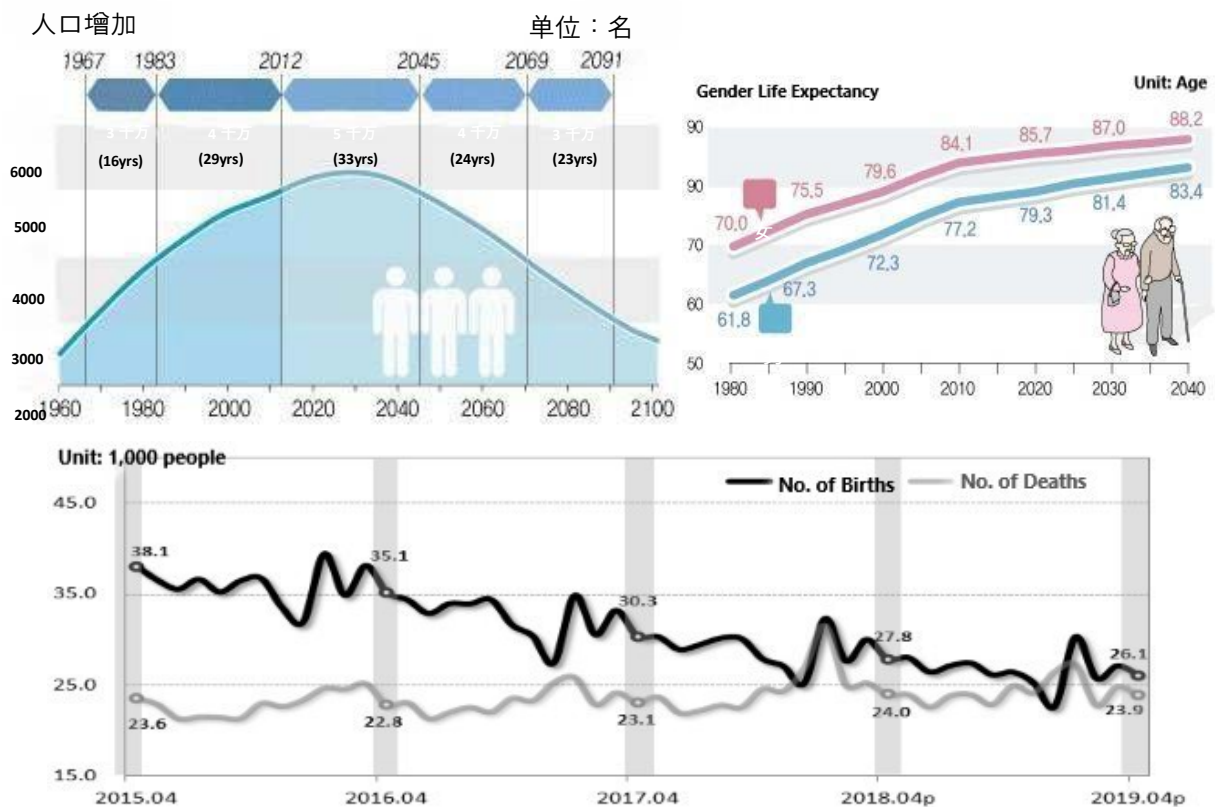 人口增加
单位：名
1967 1983 2012 2045 2069 2091
3 千万 4 千万 5 千万 4 千万 3 千万
(16yrs) (29yrs) (33yrs) (24yrs) (23yrs)
6000
5000
4000
3000
2000
1960 1980 2000 2020 2040 2060 2080 2100
Gender Life Expectancy
Unit: Age
90
90
70
60
50
70.0 75.5 79.6 84.1 85.7 87.0 88.2
女
61.8 67.3 72.3 77.2 79.3 81.4 83.4
1980 1990 2000 2010 2020 2030 2040
Unit: 1,000 people
No. of Births
No. of Deaths
45.0
35.0
25.0
15.0
38.1 35.1 30.3 27.8 26.1
23.6 22.8 23.1 24.0 23.9
2015.04 2016.04 2017.04 2018.04p 2019.04p